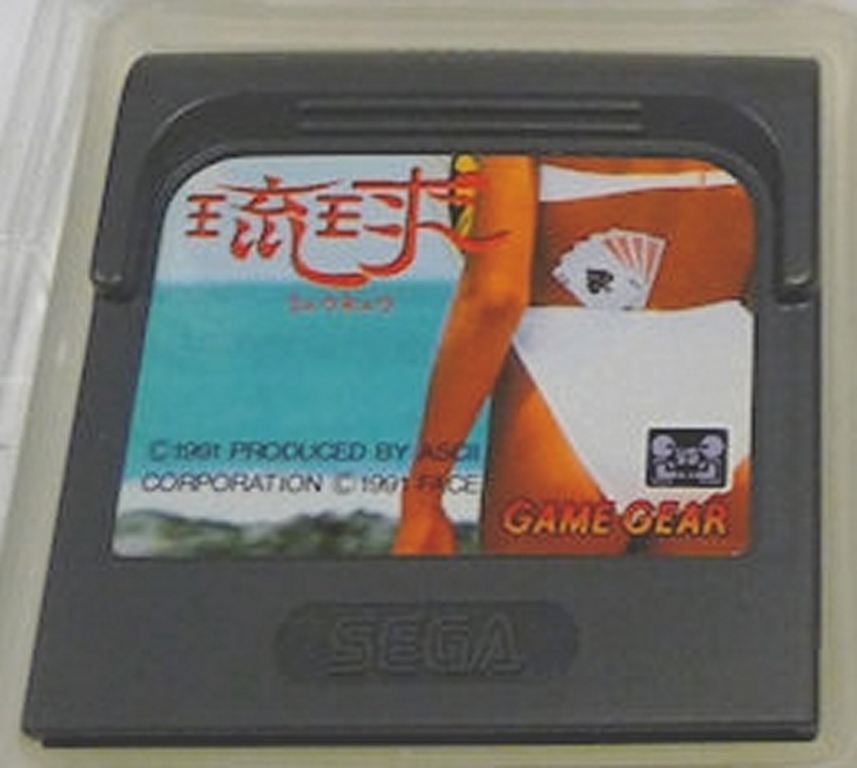 琉球
リュウキュウ
©1991 PRODUCED BY ASCII
CORPORATION ©1991 FACE
GAME GEAR
SEGA